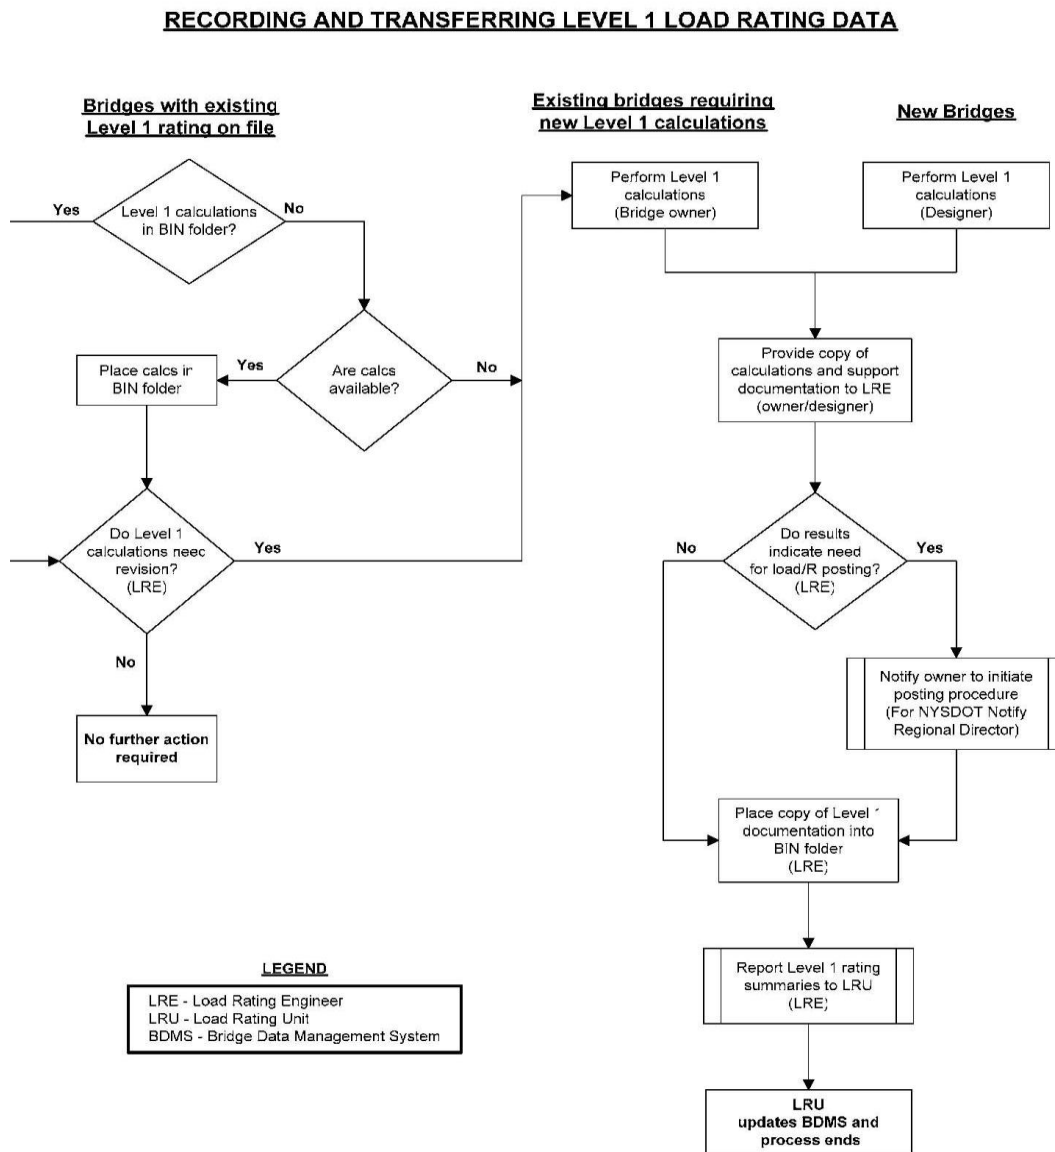 RECORDING AND TRANSFERRING LEVEL 1 LOAD RATING DATA
Bridges with existing
Level 1 rating on file
Existing bridges requiring
new Level 1 calculations
New Bridges
Yes
Level 1 calculations
in BIN folder?
No
Perform Level 1
calculations
(Bridge owner)
Perform Level 1
calculations
(Designer)
Place calcs in
BIN folder
Yes
Are calcs
available?
No
Provide copy of
calculations and support
documentation to LRE
(owner/designer)
Do Level 1
calculations need
revision?
(LRE)
Yes
No
No further action
required
No
Do results
indicate need
for load/R posting?
(LRE)
Yes
Notify owner to initiate
posting procedure
(For NYSDOT Notify
Regional Director)
Place copy of Level 1
documentation into
BIN folder
(LRE)
Report Level 1 rating
summaries to LRU
(LRE)
LRU
updates BDMS and
process ends
LEGEND
LRE - Load Rating Engineer
LRU - Load Rating Unit
BDMS - Bridge Data Management System